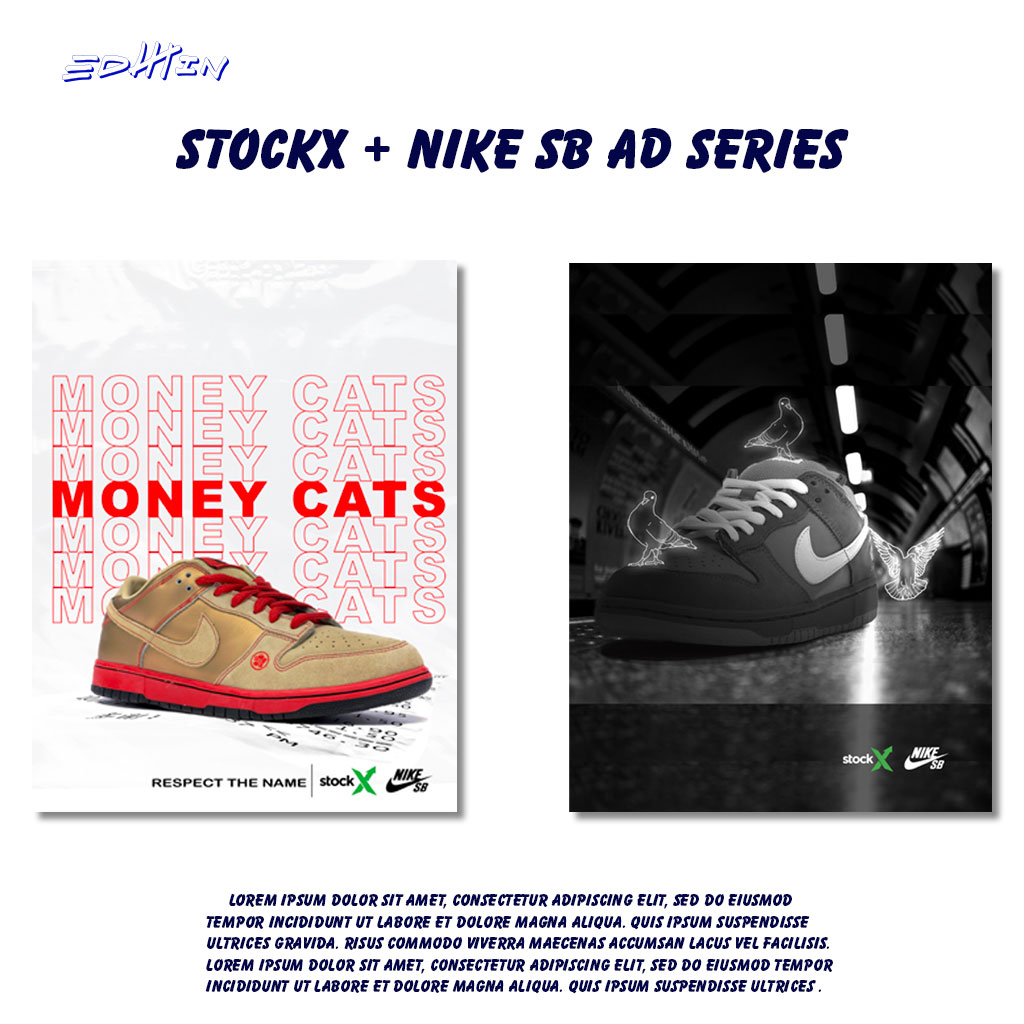 EDWIN
STOCKX + NIKE SB AD SERIES
MONEY CATS
MONEY CATS
MONEY CATS
MONEY CATS
MONEY CATS
MONEY CATS
MO CATS
RESPECT THE NAME
stockX
NIKE
SB
stockX
NIKE
SB
LOREM IPSUM DOLOR SIT AMET, CONSECTETUR ADIPISCING ELIT, SED DO EIUSMOD
TEMPOR INCIDIDUNT UT LABORE ET DOLORE MAGNA ALIQUA. QUIS IPSUM SUSPENDISSE
ULTRICES GRAVIDA. RISUS COMMODO VIVERRA MAECENAS ACCUMSAN LACUS VEL FACILISIS.
LOREM IPSUM DOLOR SIT AMET, CONSECTETUR ADIPISCING ELIT, SED DO EIUSMOD TEMPOR
INCIDIDUNT UT LABORE ET DOLORE MAGNA ALIQUA. QUIS IPSUM SUSPENDISSE ULTRICES .